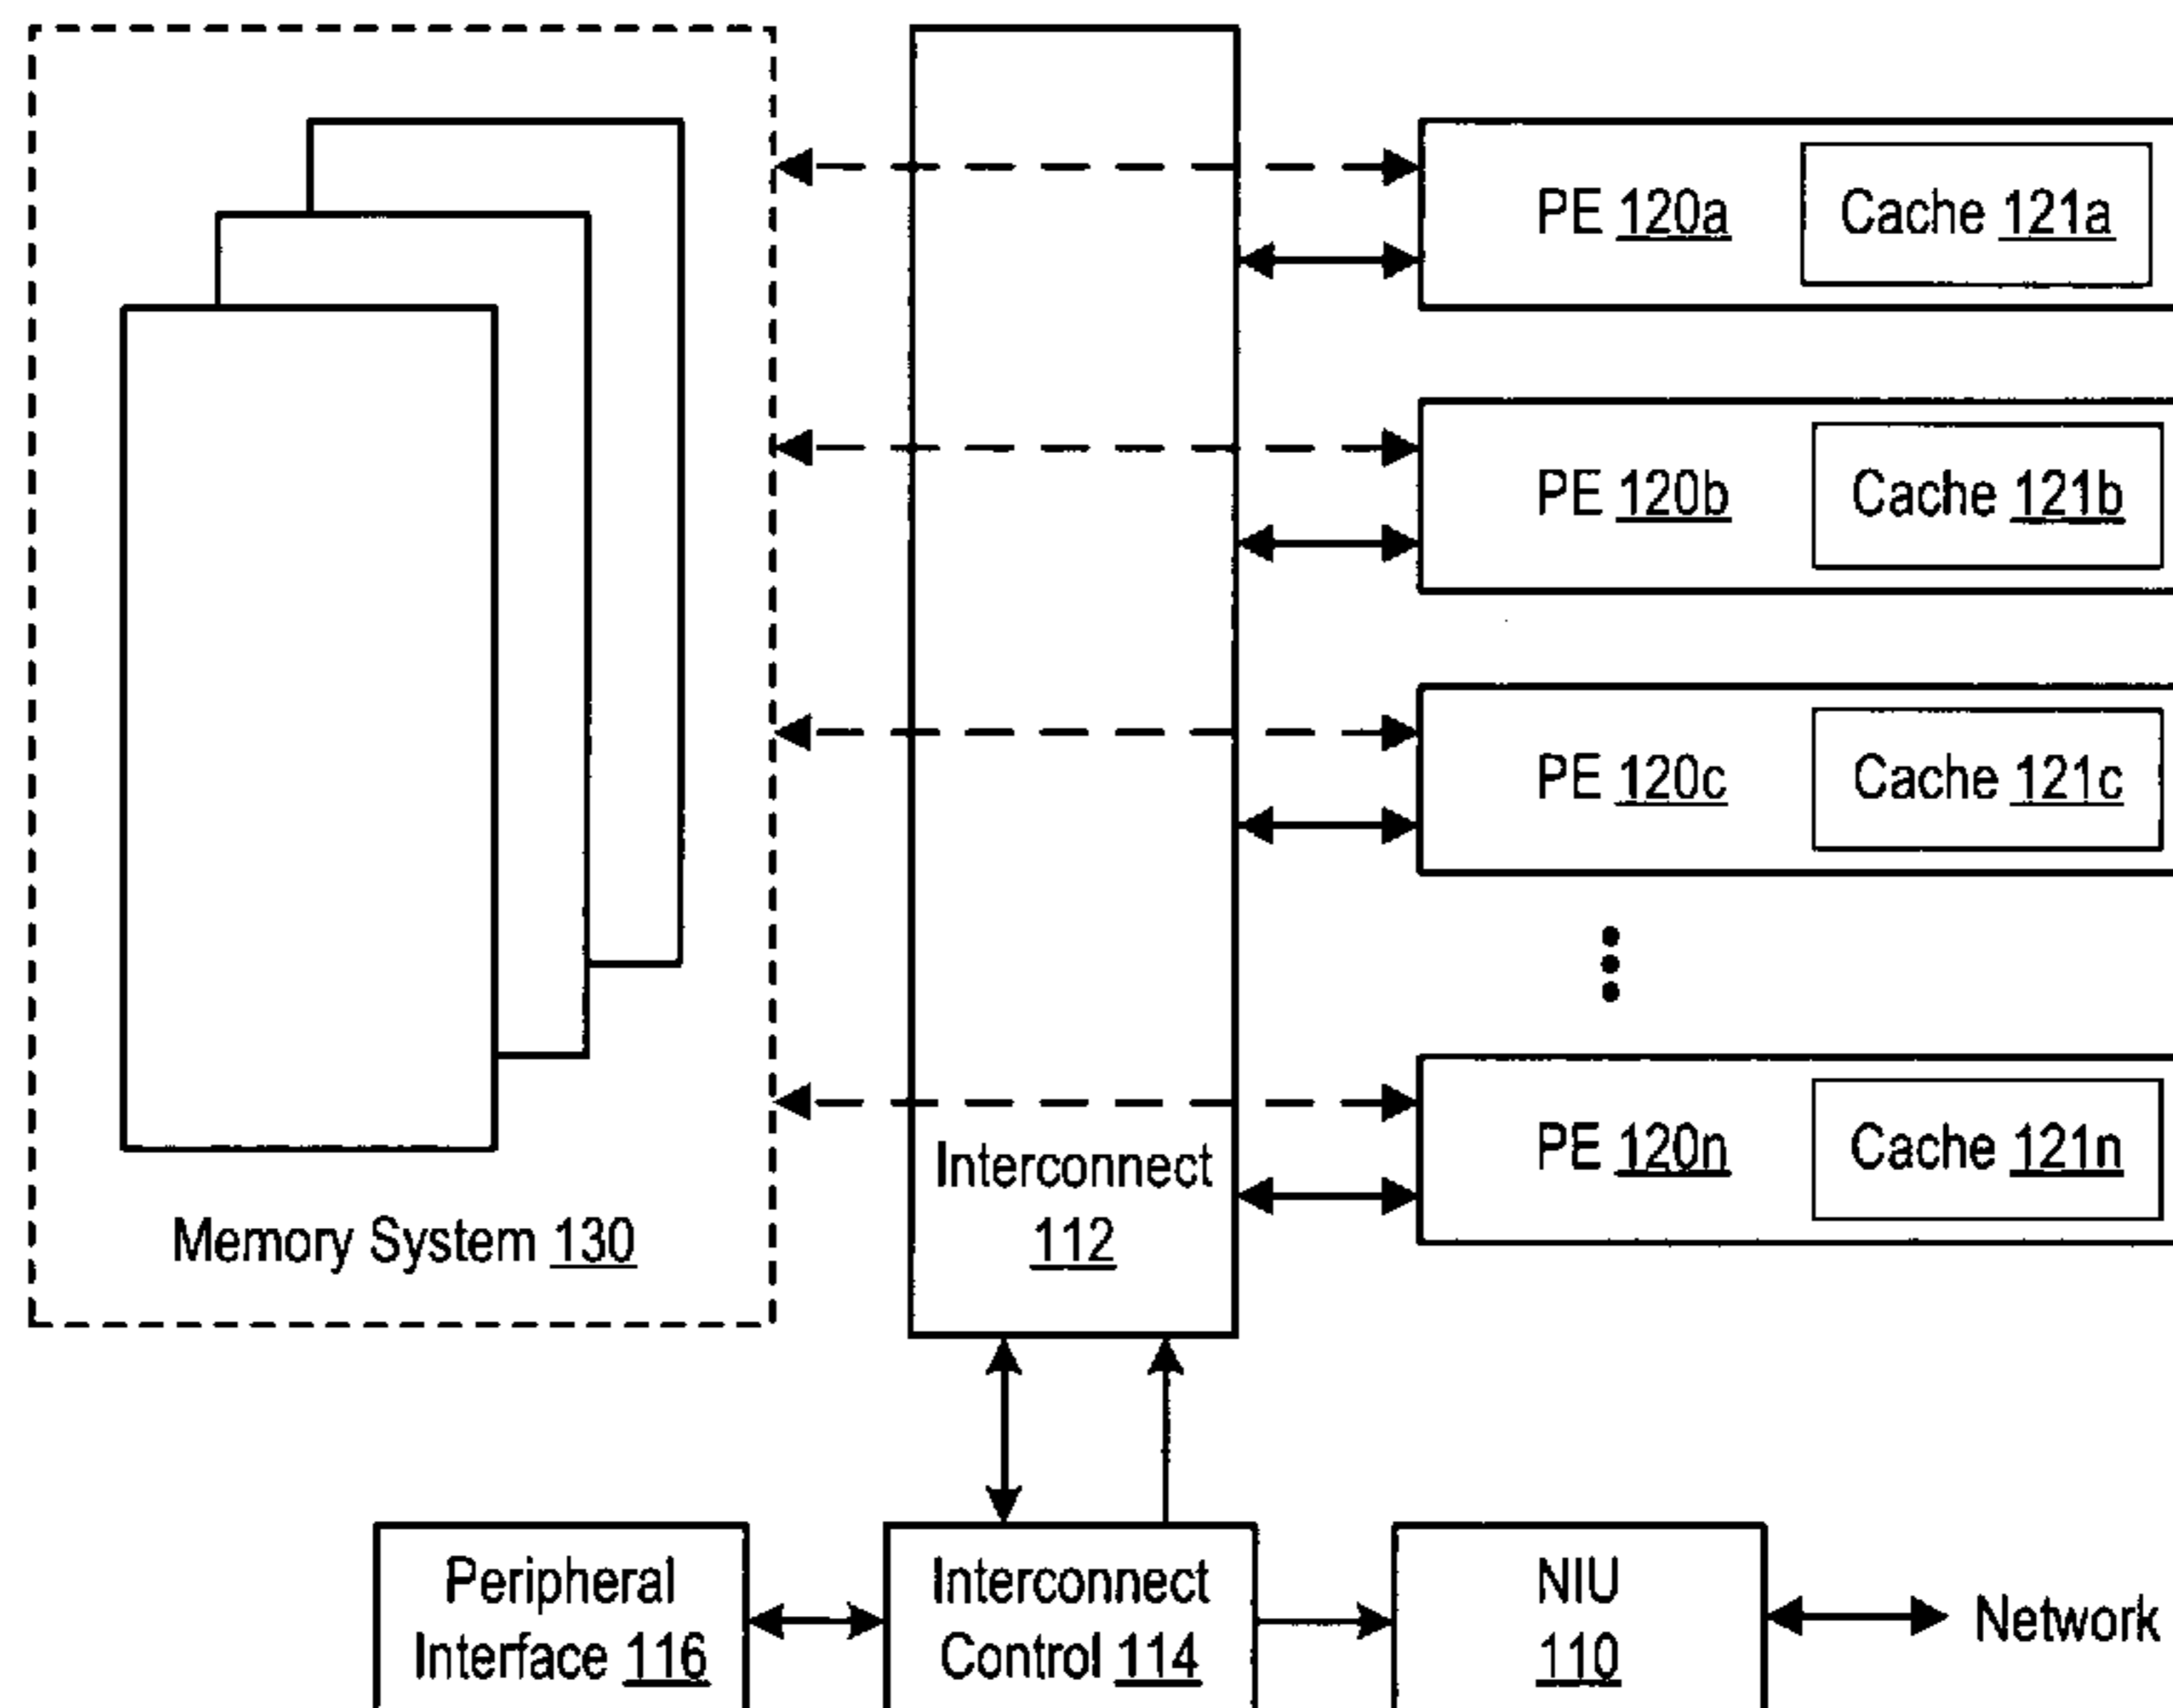 PE 120a
Cache 121a
PE 120b
Cache 121b
PE 120c
Cache 121c
PE 120n
Cache 121n
Interconnect
112
Memory System 130
Peripheral
Interface 116
Interconnect
Control 114
NIU
110
Network